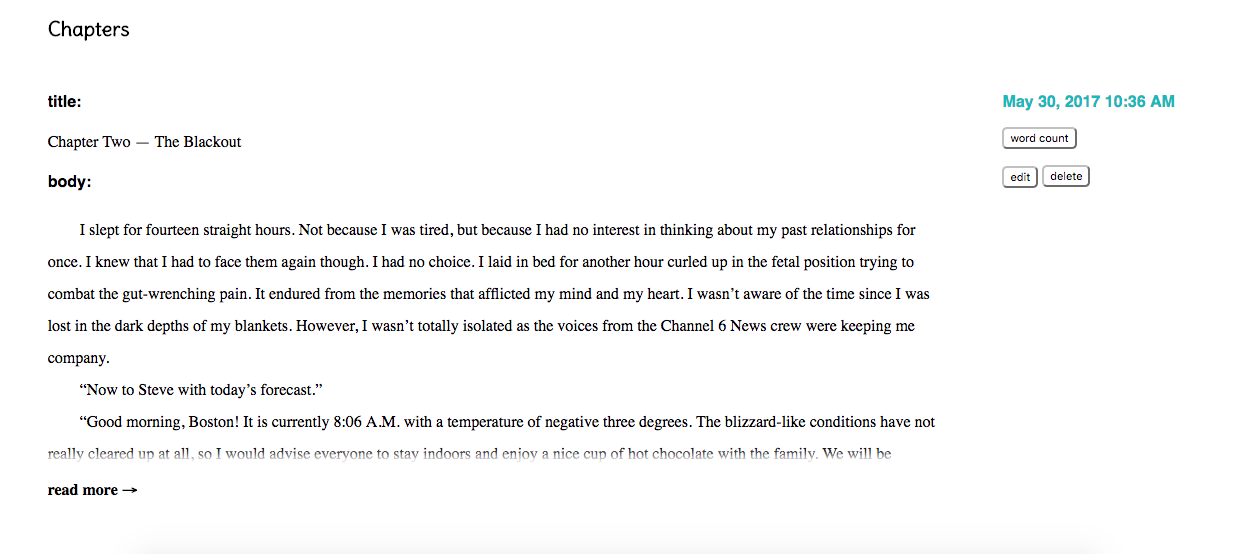 Chapters
title:
May 30, 2017 10:36 AM
Chapter Two — The Blackout
word count
body:
edit
delete
I slept for fourteen straight hours. Not because I was tired, but because I had no interest in thinking about my past relationships for
once. I knew that I had to face them again though. I had no choice. I laid in bed for another hour curled up in the fetal position trying to
combat the gut-wrenching pain. It endured from the memories that afflicted my mind and my heart. I wasn’t aware of the time since I was
lost in the dark depths of my blankets. However, I wasn’t totally isolated as the voices from the Channel 6 News crew were keeping me
company.
“Now to Steve with today’s forecast.”
“Good morning, Boston! It is currently 8:06 A.M. with a temperature of negative three degrees. The blizzard-like conditions have not
really cleared up at all, so I would advise everyone to stay indoors and enjoy a nice cup of hot chocolate with the family. We will be
read more →